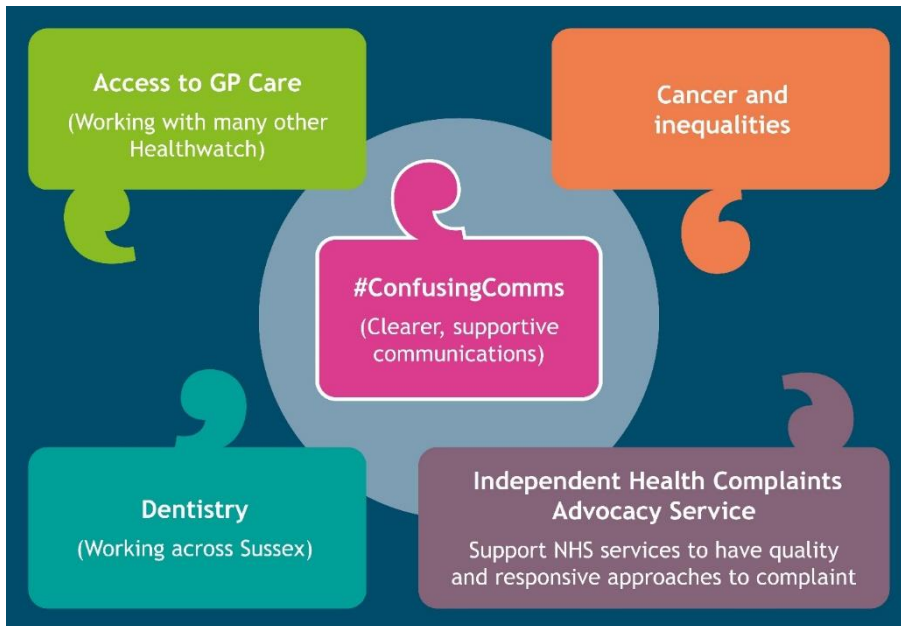 Access to GP Care
(Working with many other
Healthwatch)
Cancer and
inequalities
#ConfusingComms
(Clearer, supportive
communications)
Dentistry
(Working across Sussex)
Independent Health Complaints
Advocacy Service
Support NHS services to have quality
and responsive approaches to complaint